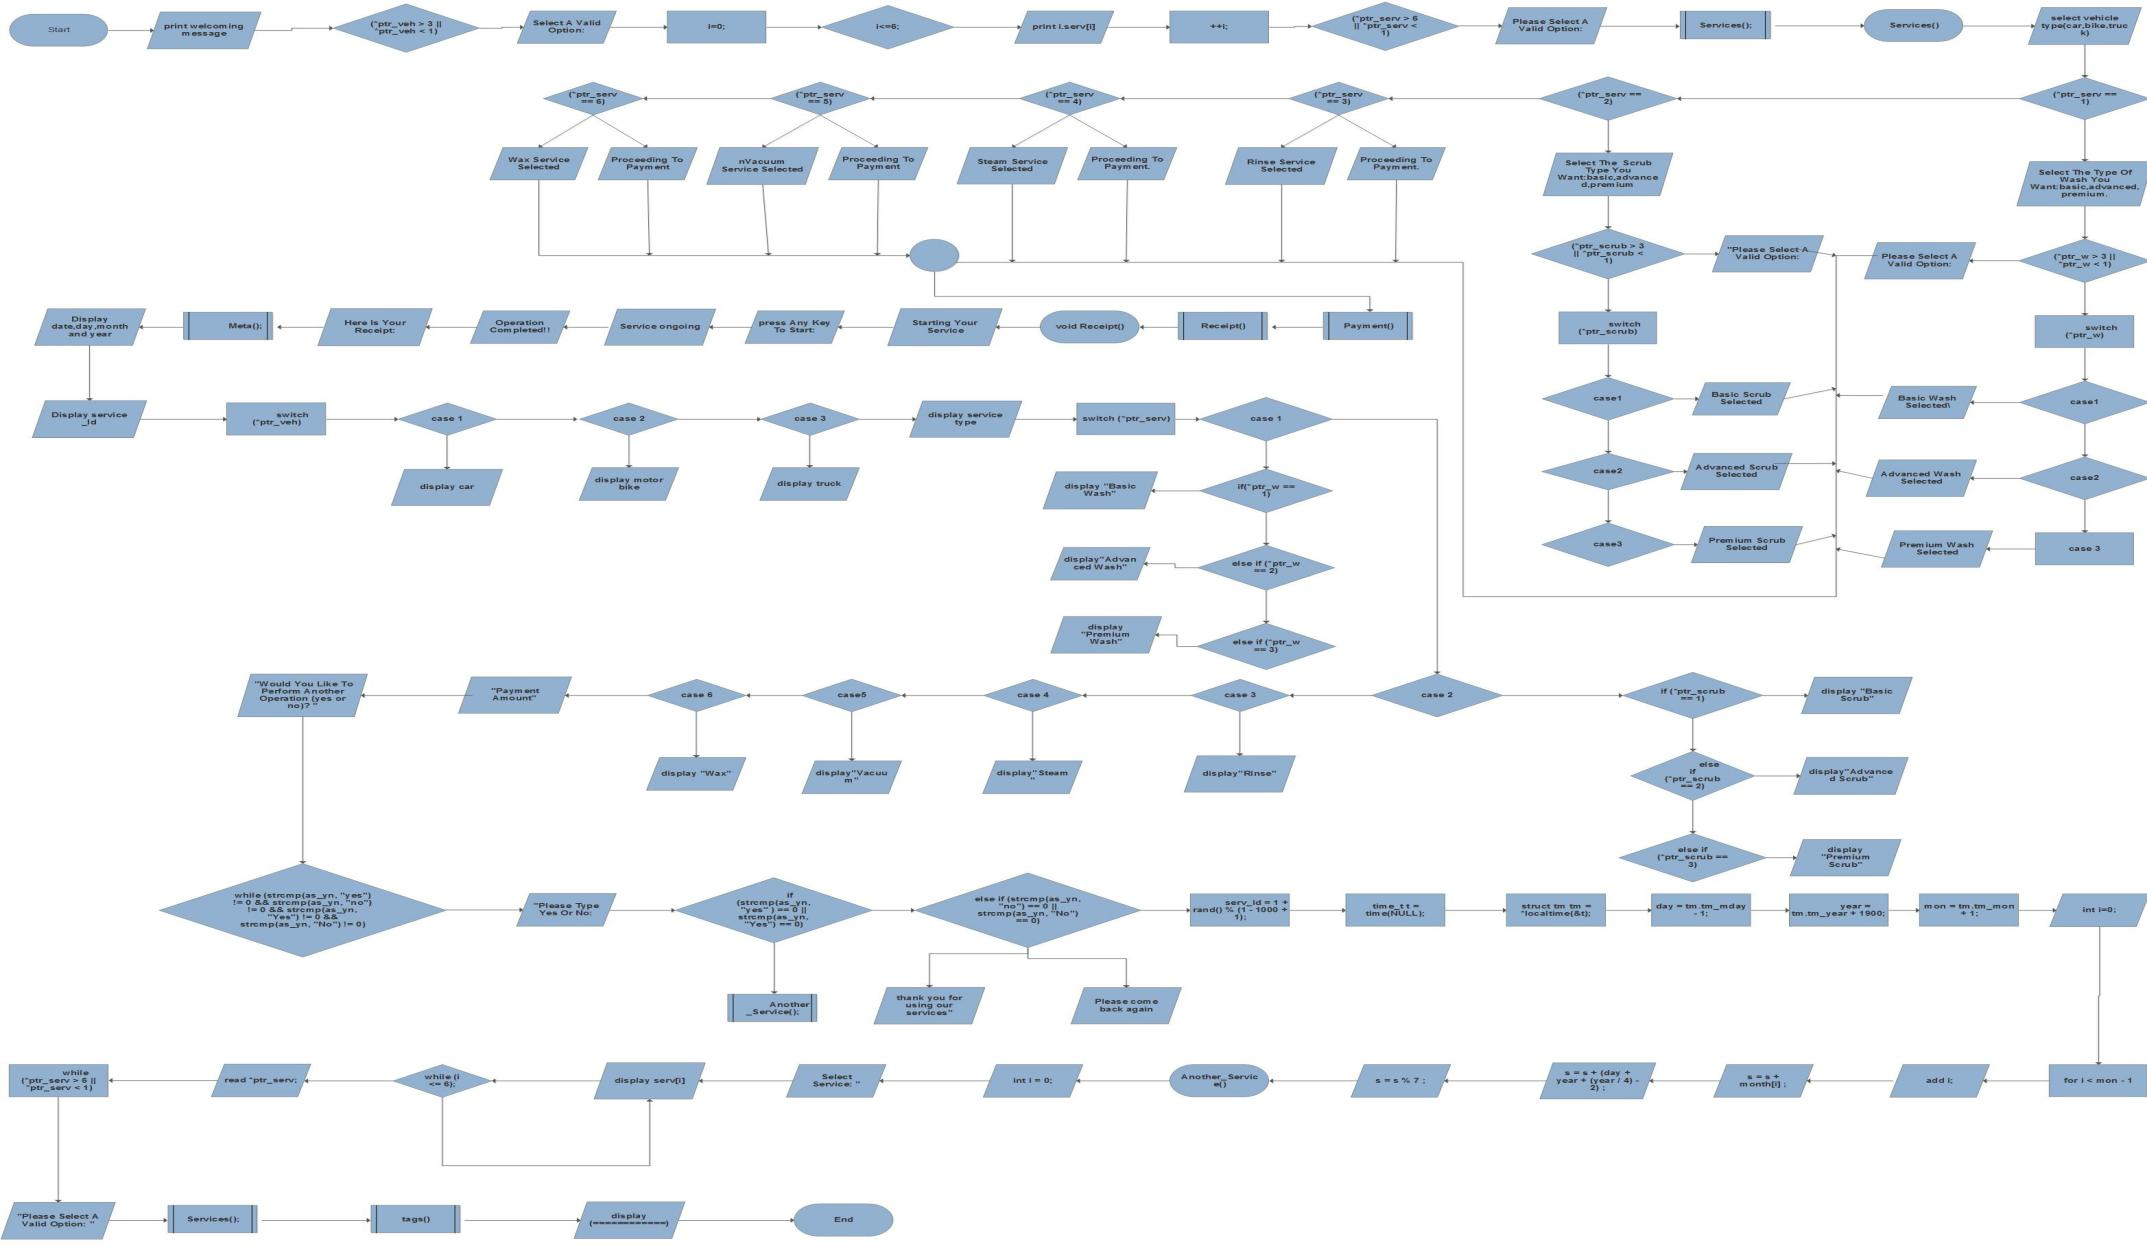 Start
print welcoming
message
(*ptr_veh > 3 ||
*ptr_veh < 1)
Select A Valid
Option:
i=0;
i<=6;
print i.serv[i]
++i;
(*ptr_serv > 6
|| *ptr_serv <
1)
Please Select A
Valid Option:
Services();
Services()
select vehicle
type(car,bike,truc
k)
(*ptr_serv
== 6)
(*ptr_serv
== 5)
(*ptr_serv
== 4)
(*ptr_serv
== 3)
(*ptr_serv ==
2)
(*ptr_serv ==
1)
Wax Service
Selected
Proceeding To
Payment
nVacuum
Service Selected
Proceeding To
Payment
Steam Service
Selected
Proceeding To
Payment.
Rinse Service
Selected
Proceeding To
Payment.
Select The Scrub
Type You
Want:basic,advance
d,premium
Select The Type Of
Wash You
Want:basic,advanced,
premium.
(*ptr_scrub > 3
|| *ptr_scrub <
1)
"Please Select A
Valid Option:
Please Select A
Valid Option:
(*ptr_w > 3 ||
*ptr_w < 1)
Display
date,day,month
and year
Meta();
Here Is Your
Receipt:
Operation
Completed!!
Service ongoing
press Any Key
To Start:
Starting Your
Service
void Receipt()
Receipt()
Payment()
switch
(*ptr_scrub)
switch
(*ptr_w)
Display service
_Id
switch
(*ptr_veh)
case 1
case 2
case 3
display service
type
switch (*ptr_serv)
case 1
case1
Basic Scrub
Selected
Basic Wash
Selected\
case1
display car
display motor
bike
display truck
display "Basic
Wash"
if(*ptr_w ==
1)
case2
Advanced Scrub
Selected
Advanced Wash
Selected
case2
display"Advan
ced Wash"
else if (*ptr_w
== 2)
case3
Premium Scrub
Selected
Premium Wash
Selected
case 3
display
"Premium
Wash"
else if (*ptr_w
== 3)
"Would You Like To
Perform Another
Operation (yes or
no)? "
"Payment
Amount"
case 6
case5
case 4
case 3
case 2
if (*ptr_scrub
== 1)
display "Basic
Scrub"
display "Wax"
display"Vacuu
m"
display"Steam
"
display"Rinse"
else
if
(*ptr_scrub
== 2)
display"Advance
d Scrub"
else if
(*ptr_scrub ==
3)
display
"Premium
Scrub"
while (strcmp(as_yn, "yes")
!= 0 && strcmp(as_yn, "no")
!= 0 && strcmp(as_yn,
"Yes") != 0 &&
strcmp(as_yn, "No") != 0)
"Please Type
Yes Or No:
if
(strcmp(as_yn,
"yes" ) == 0 ||
strcmp(as_yn,
"Yes") == 0)
else if (strcmp(as_yn,
"no") == 0 ||
strcmp(as_yn, "No")
== 0)
serv_id = 1 +
rand() % (1 - 1000 +
1);
time_t t =
time(NULL);
struct tm tm =
*localtime(&t);
day = tm.tm_mday
- 1;
year =
tm.tm_year + 1900;
mon = tm.tm_mon
+ 1;
int i=0;
Another
_Service();
thank you for
using our
services"
Please come
back again
while
(*ptr_serv > 6 ||
*ptr_serv < 1)
read *ptr_serv;
while (i
<= 6);
display serv[i]
Select
Service: "
int i = 0;
Another_Servic
e()
s = s % 7 ;
s = s + (day +
year + (year / 4) -
2) ;
s = s +
month[i] ;
add i;
for i < mon - 1
"Please Select A
Valid Option: "
Services();
tags()
display
(============)
End